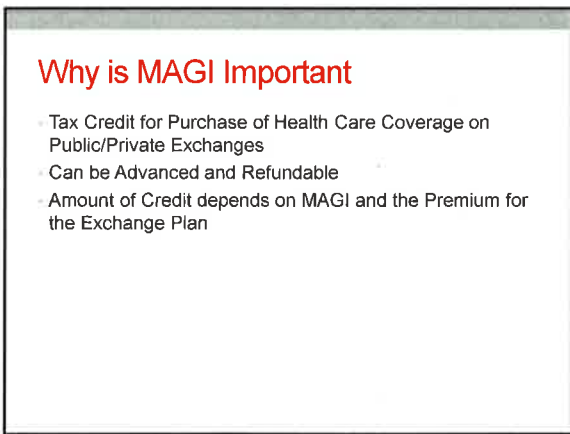 Why is MAGI Important
Tax Credit for Purchase of Health Care Coverage on
Public/Private Exchanges
Can be Advanced and Refundable
Amount of Credit depends on MAGI and the Premium for
the Exchange Plan